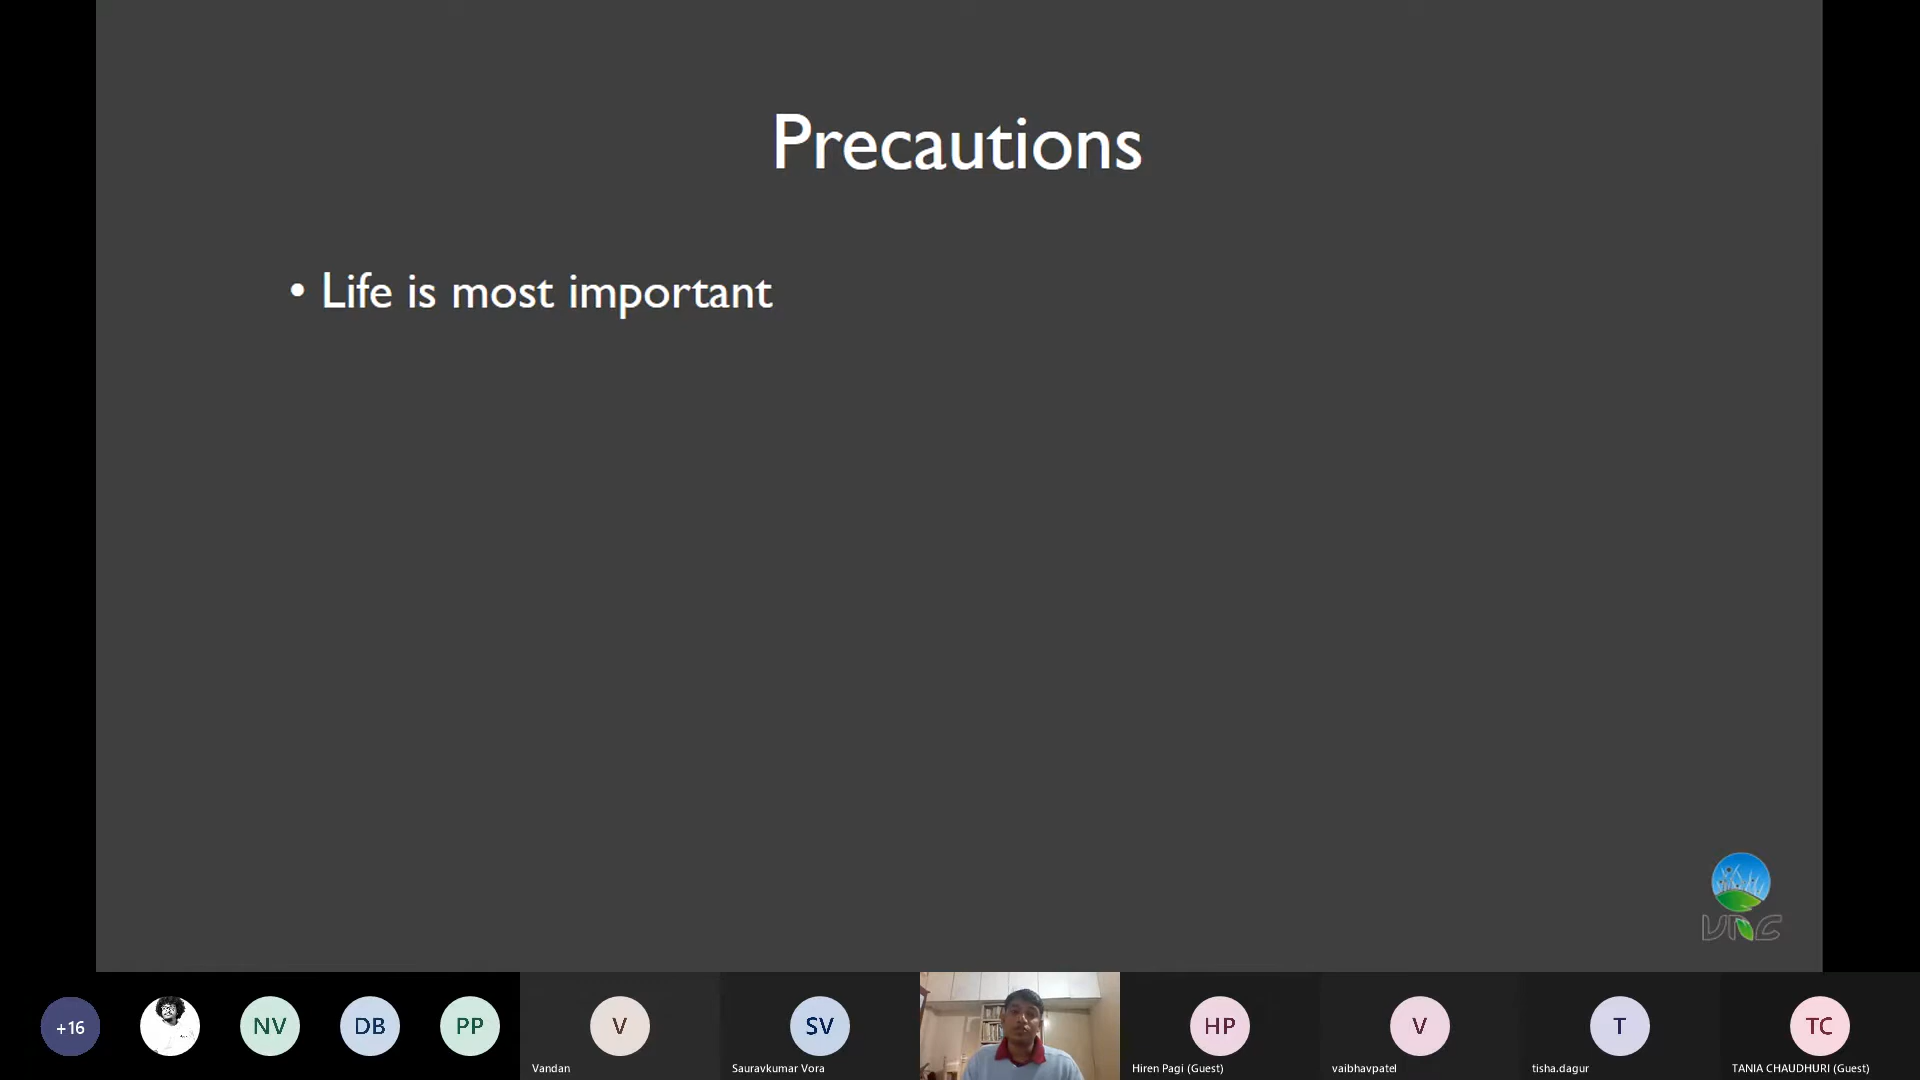 Precautions
• Life is most important
VNC
+16
NV
DB
PP
V
SV
HP
V
T
TC
Vandan
Sauravkumar Vora
Hiren Pagi (Guest)
vaibhavpatel
tisha.dagur
TANIA CHAUDHURI (Guest)